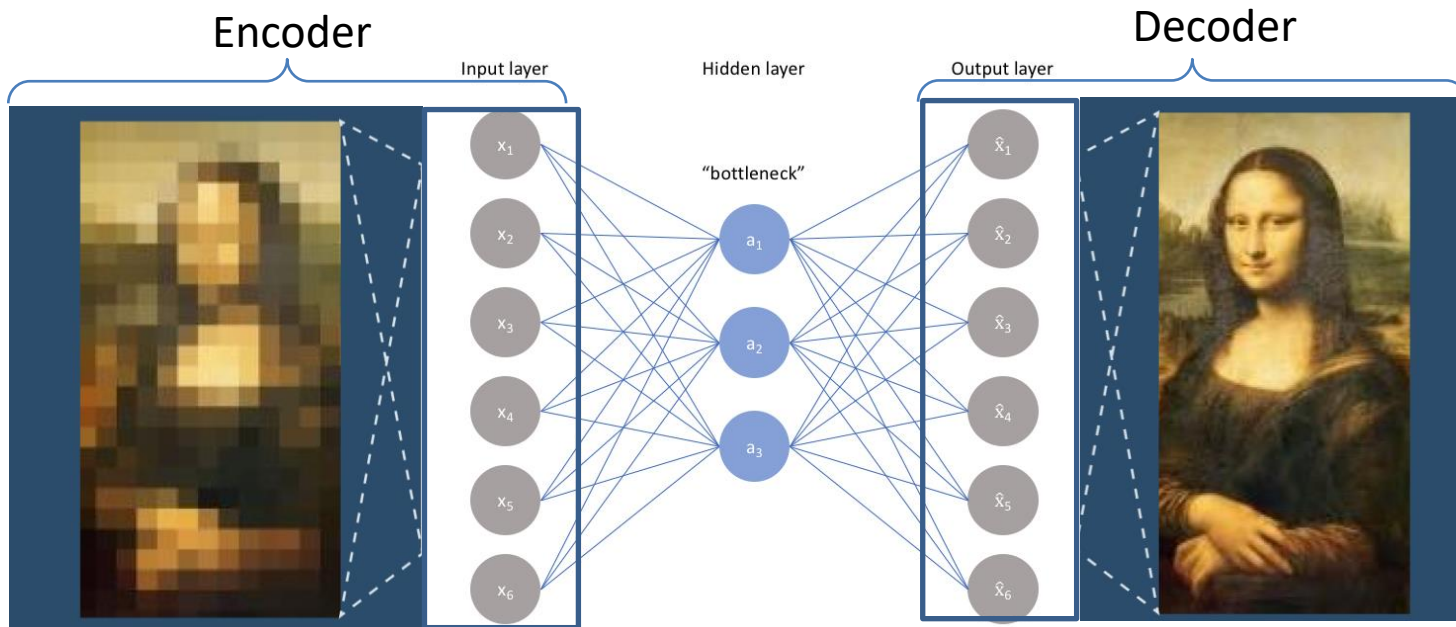 Encoder
Decoder
Input layer
Hidden layer
Output layer
“bottleneck”
x₁
x₂
x₃
x₄
x₅
x₆
a₁
a₂
a₃
x̂₁
x̂₂
x̂₃
x̂₄
x̂₅
x̂₆